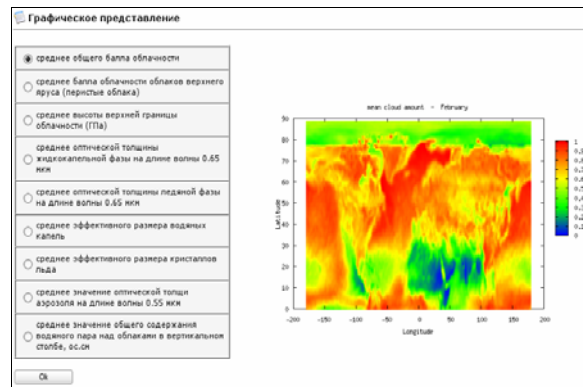 Графическое представление
среднее общего балла облачности
среднее балла облачности облаков верхнего
яруса (перистые облака)
среднее высоты верхней границы
облачности (ГПа)
среднее оптической толщины
жидкокапельной фазы на длине волны 0.65
мкм
среднее оптической толщины ледяной фазы
на длине волны 0.65 мкм
среднее эффективного размера водяных
капель
среднее эффективного размера кристаллов
льда
среднее значение оптической толщи
аэрозоля на длине волны 0.55 мкм
среднее значение общего содержания
водяного пара над облаками в вертикальном
столбе, ос.см
Ok
mean cloud amount - February
Latitude
90
80
70
60
50
40
30
20
10
0
-200 -150 -100 -50 0 50 100 150 200
Longitude
1
0